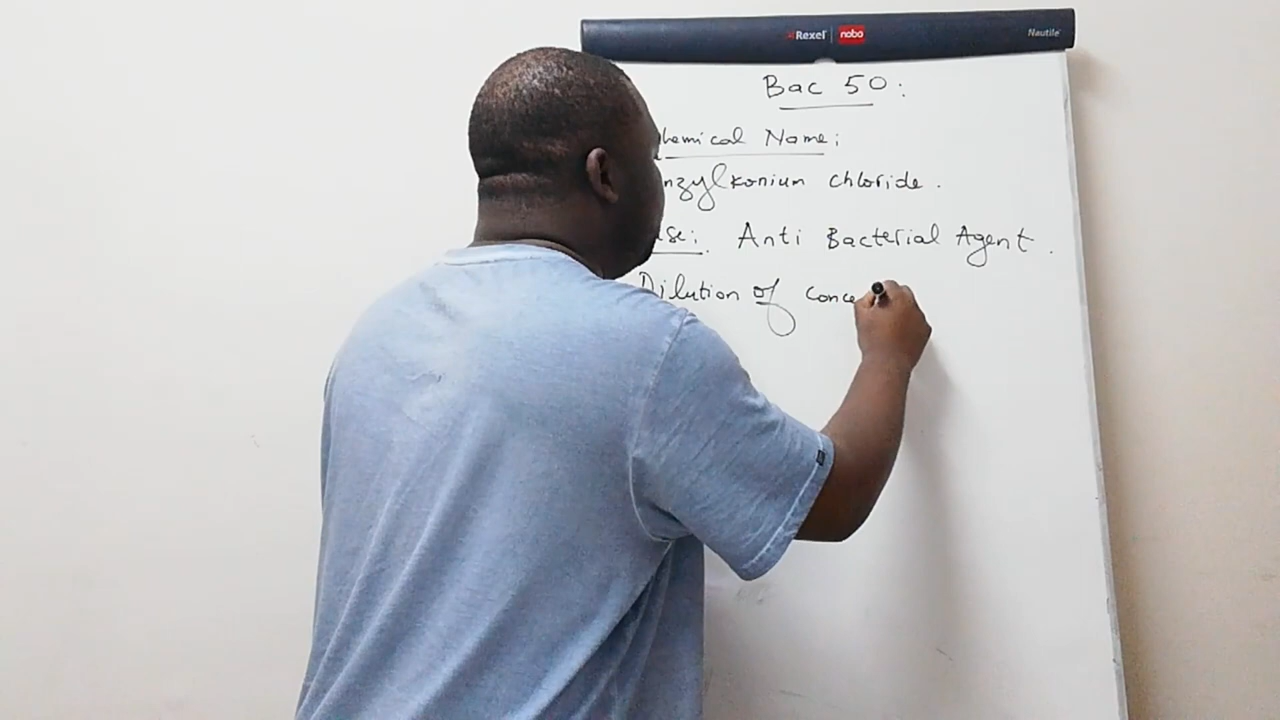 Rexel nobo Nautile
Bac 50:
hemical Name:
nzylkonium chloride.
se: Anti Bacterial Agent.
Dilution of conce